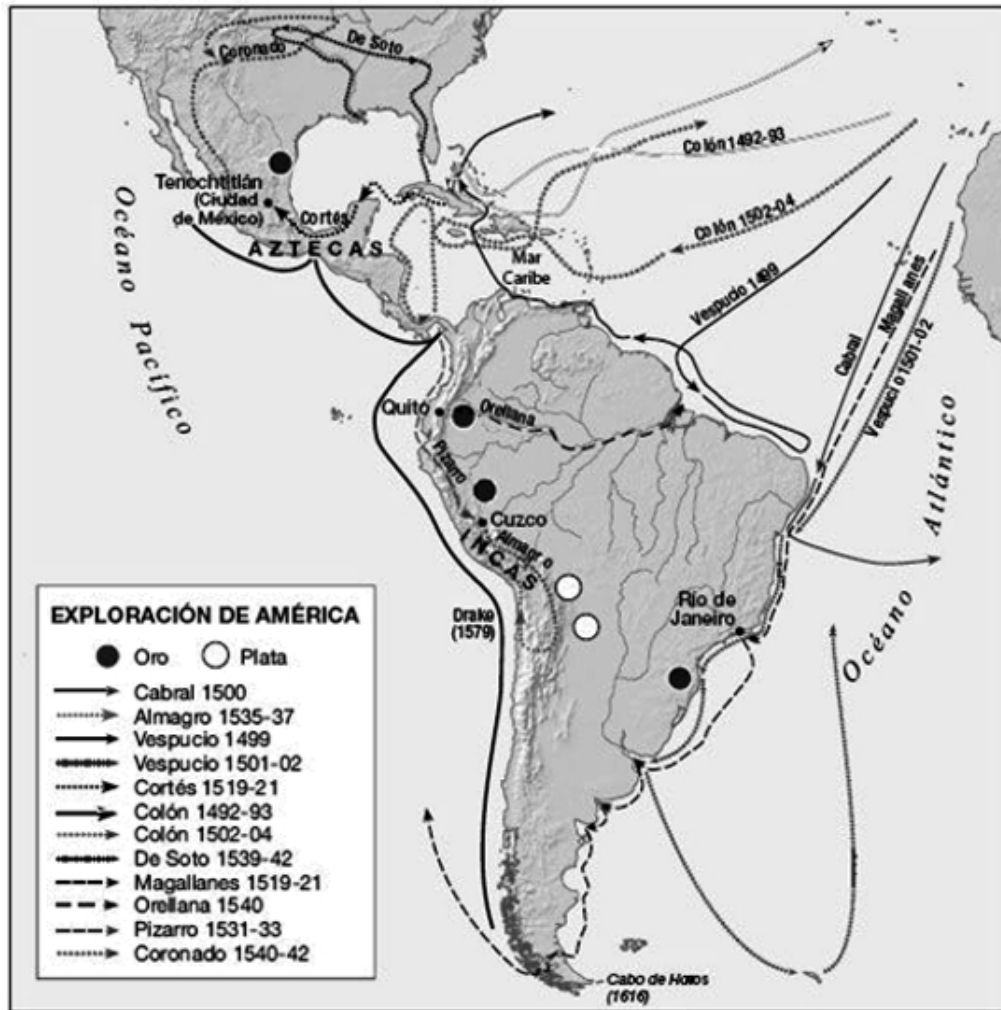 Coronado
De Soto
Colón 1492-93
Tenochtitlán
(Ciudad
de México)
Cortés
AZTECAS
Colón 1502-04
Mar
Caribe
Océano Pacífico
Vespucio 1499
Cabral
Magallanes
Vespucio 1501-02
Quito
Orellana
Pizarro
Cuzco
INCAS
Almagro
Océano Atlántico
Drake
(1579)
Río de
Janeiro
Cabo de Hornos
(1616)
EXPLORACIÓN DE AMÉRICA
Oro Plata
Cabral 1500
Almagro 1535-37
Vespucio 1499
Vespucio 1501-02
Cortés 1519-21
Colón 1492-93
Colón 1502-04
De Soto 1539-42
Magallanes 1519-21
Orellana 1540
Pizarro 1531-33
Coronado 1540-42